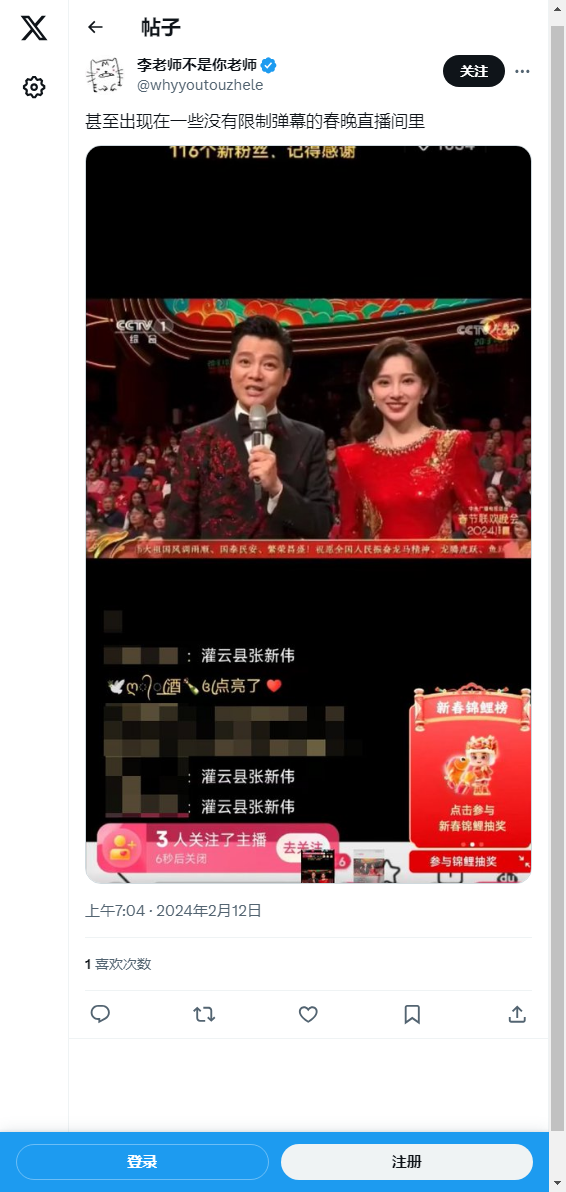 帖子
李老师不是你老师
@whyyoutouzhele
关注
甚至出现在一些没有限制弹幕的春晚直播间里
116个新粉丝，记得感谢
1034
CCTV 1
综合
CCTV
春节联欢晚会
2024
伟大祖国风调雨顺、国泰民安、繁荣昌盛！祝愿全国人民振奋龙马精神，龙腾虎跃、鱼
：灌云县张新伟
点亮了
：灌云县张新伟
：灌云县张新伟
新春锦鲤榜
点击参与
新春锦鲤抽奖
参与锦鲤抽奖
3 人关注了主播
6秒后关闭
去关注
上午7:04 · 2024年2月12日
1 喜欢次数
登录
注册